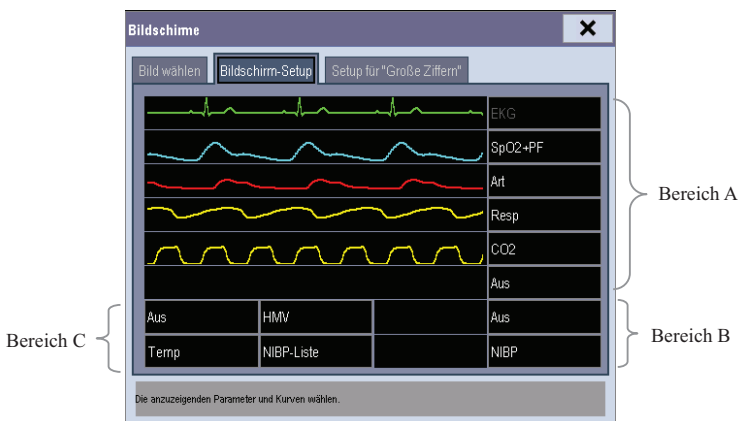 Bildschirme
Bild wählen Bildschirm-Setup Setup für "Große Ziffern"
EKG
SpO2+PF
Art
Resp
CO2
Aus
Bereich A
Aus HMV Aus
Temp NIBP-Liste NIBP
Bereich C
Bereich B
Die anzuzeigenden Parameter und Kurven wählen.